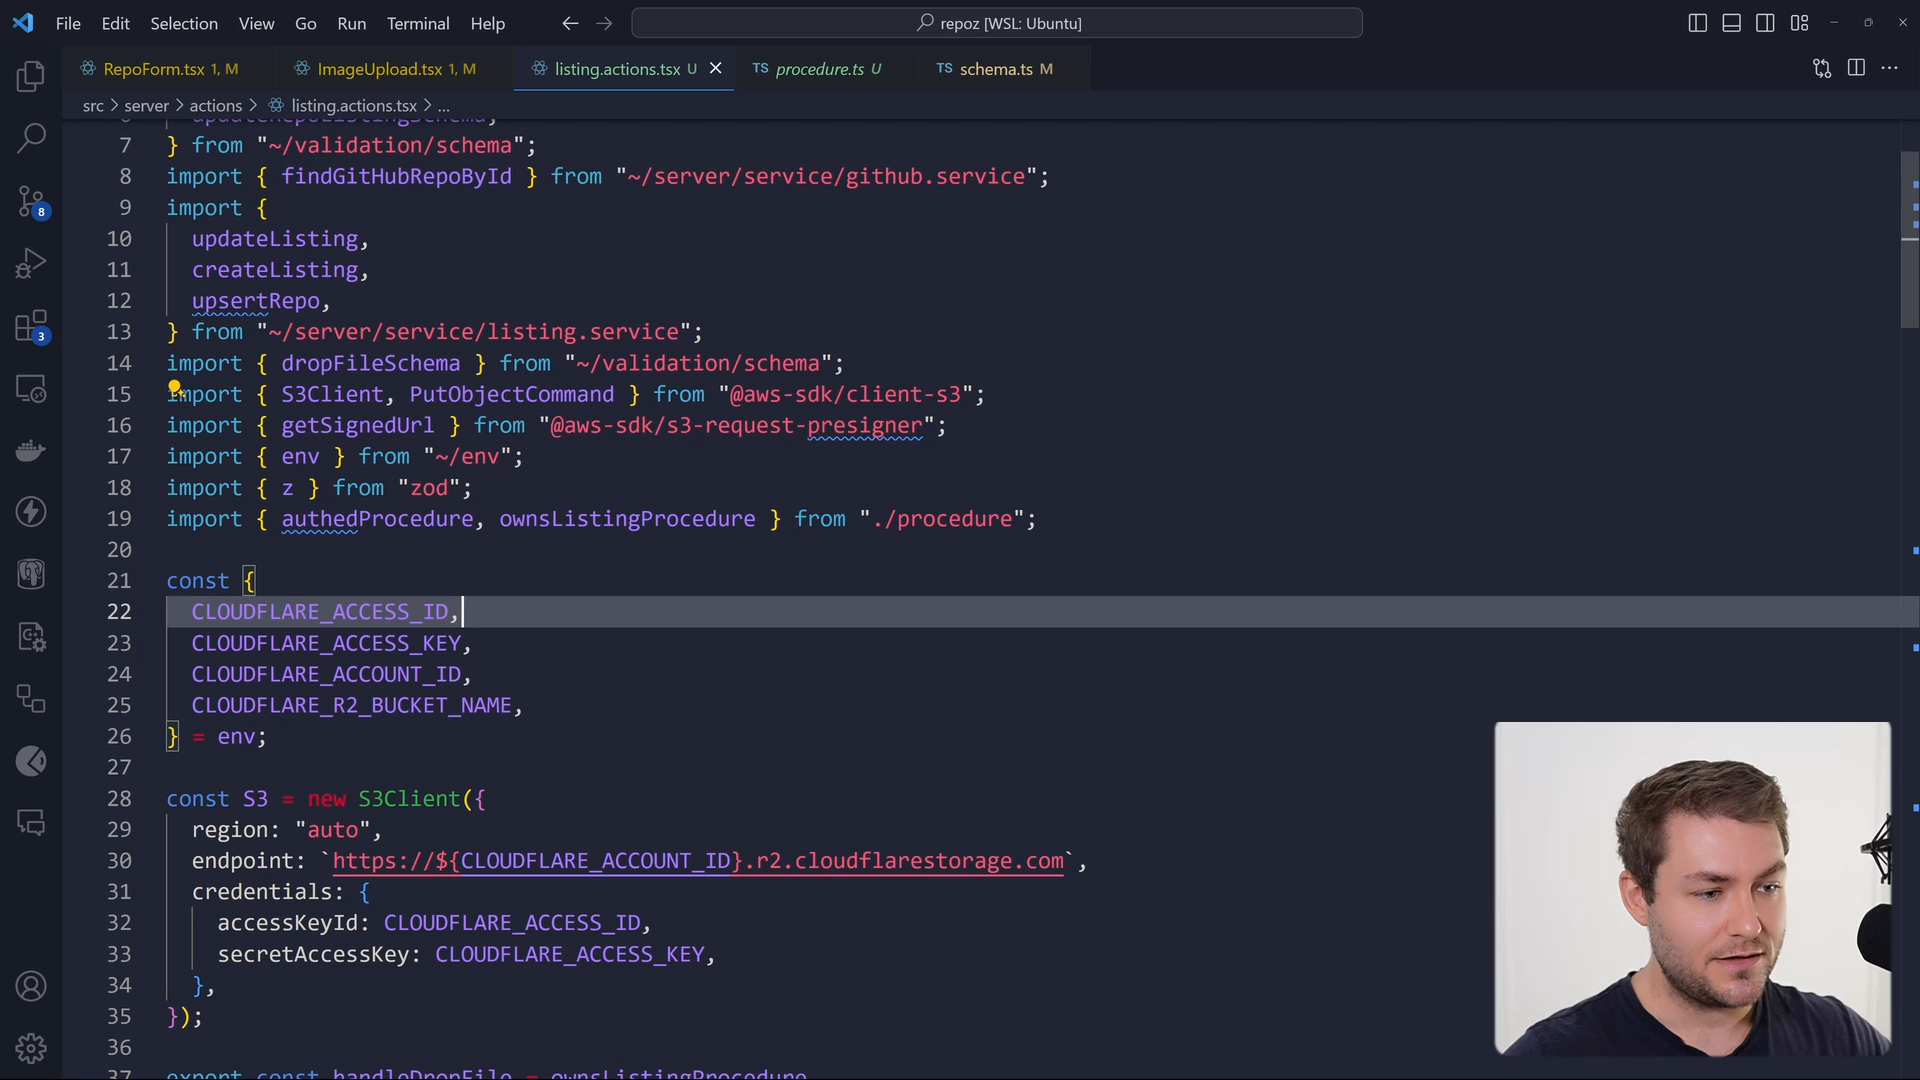 File Edit Selection View Go Run Terminal Help
repoz [WSL: Ubuntu]
RepoForm.tsx 1, M
ImageUpload.tsx 1, M
listing.actions.tsx U
TS procedure.ts U
TS schema.ts M
src > server > actions > listing.actions.tsx > ...
6 updateRepoListingSchema,
7 } from "~/validation/schema";
8 import { findGitHubRepoById } from "~/server/service/github.service";
9 import {
10 updateListing,
11 createListing,
12 upsertRepo,
13 } from "~/server/service/listing.service";
14 import { dropFileSchema } from "~/validation/schema";
15 import { S3Client, PutObjectCommand } from "@aws-sdk/client-s3";
16 import { getSignedUrl } from "@aws-sdk/s3-request-presigner";
17 import { env } from "~/env";
18 import { z } from "zod";
19 import { authedProcedure, ownsListingProcedure } from "./procedure";
20
21 const {
22 CLOUDFLARE_ACCESS_ID,
23 CLOUDFLARE_ACCESS_KEY,
24 CLOUDFLARE_ACCOUNT_ID,
25 CLOUDFLARE_R2_BUCKET_NAME,
26 } = env;
27
28 const S3 = new S3Client({
29 region: "auto",
30 endpoint: `https://${CLOUDFLARE_ACCOUNT_ID}.r2.cloudflarestorage.com`,
31 credentials: {
32 accessKeyId: CLOUDFLARE_ACCESS_ID,
33 secretAccessKey: CLOUDFLARE_ACCESS_KEY,
34 },
35 });
36
37 export const handleDropFile = ownsListingProcedure
8
3